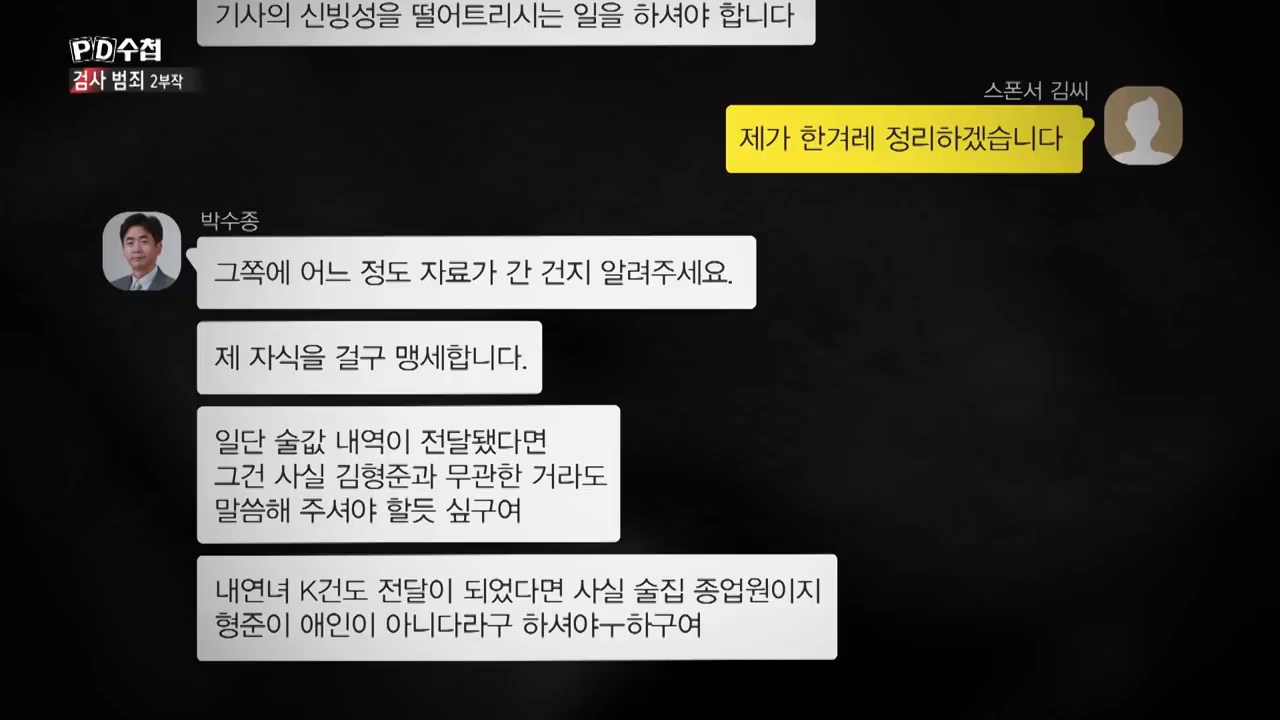 기사의 신빙성을 떨어트리시는 일을 하셔야 합니다
PD수첩
검사 범죄 2부작
스폰서 김씨
제가 한겨레 정리하겠습니다
박수종
그쪽에 어느 정도 자료가 간 건지 알려주세요.
제 자식을 걸구 맹세합니다.
일단 술값 내역이 전달됐다면
그건 사실 김형준과 무관한 거라도
말씀해 주셔야 할듯 싶구여
내연녀 K건도 전달이 되었다면 사실 술집 종업원이지
형준이 애인이 아니다라구 하셔야ㅜ하구여